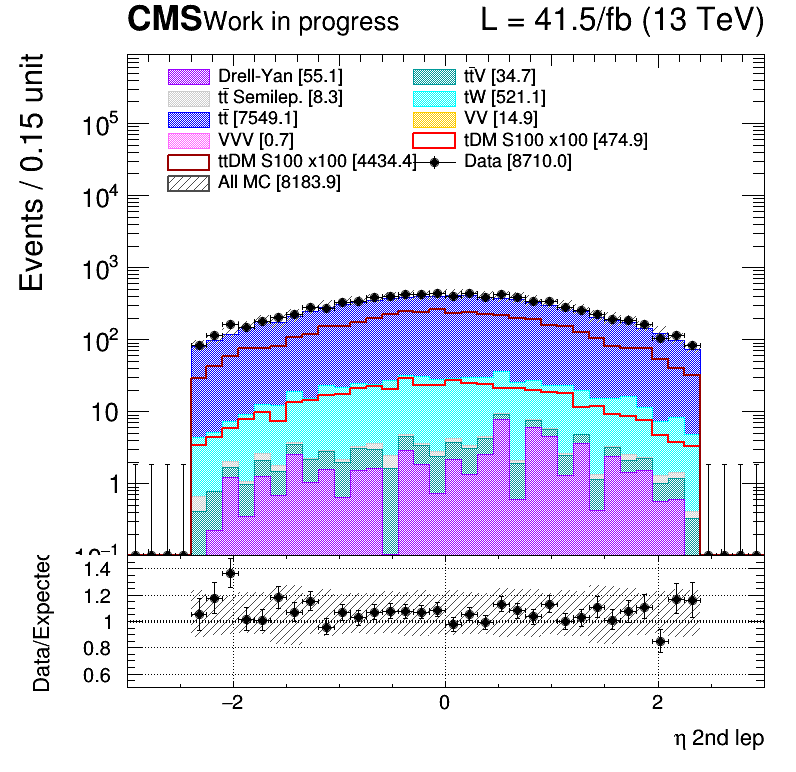 CMS Work in progress L = 41.5/fb (13 TeV)
Events / 0.15 unit
Drell-Yan [55.1] tt̄V [34.7]
tt̄ Semilep. [8.3] tW [521.1]
tt̄ [7549.1] VV [14.9]
VVV [0.7] tDM S100 x100 [474.9]
ttDM S100 x100 [4434.4] Data [8710.0]
All MC [8183.9]
10⁵
10⁴
10³
10²
10
1
10⁻¹
Data/Expected
1.4
1.2
1
0.8
0.6
−2 0 2
η 2nd lep